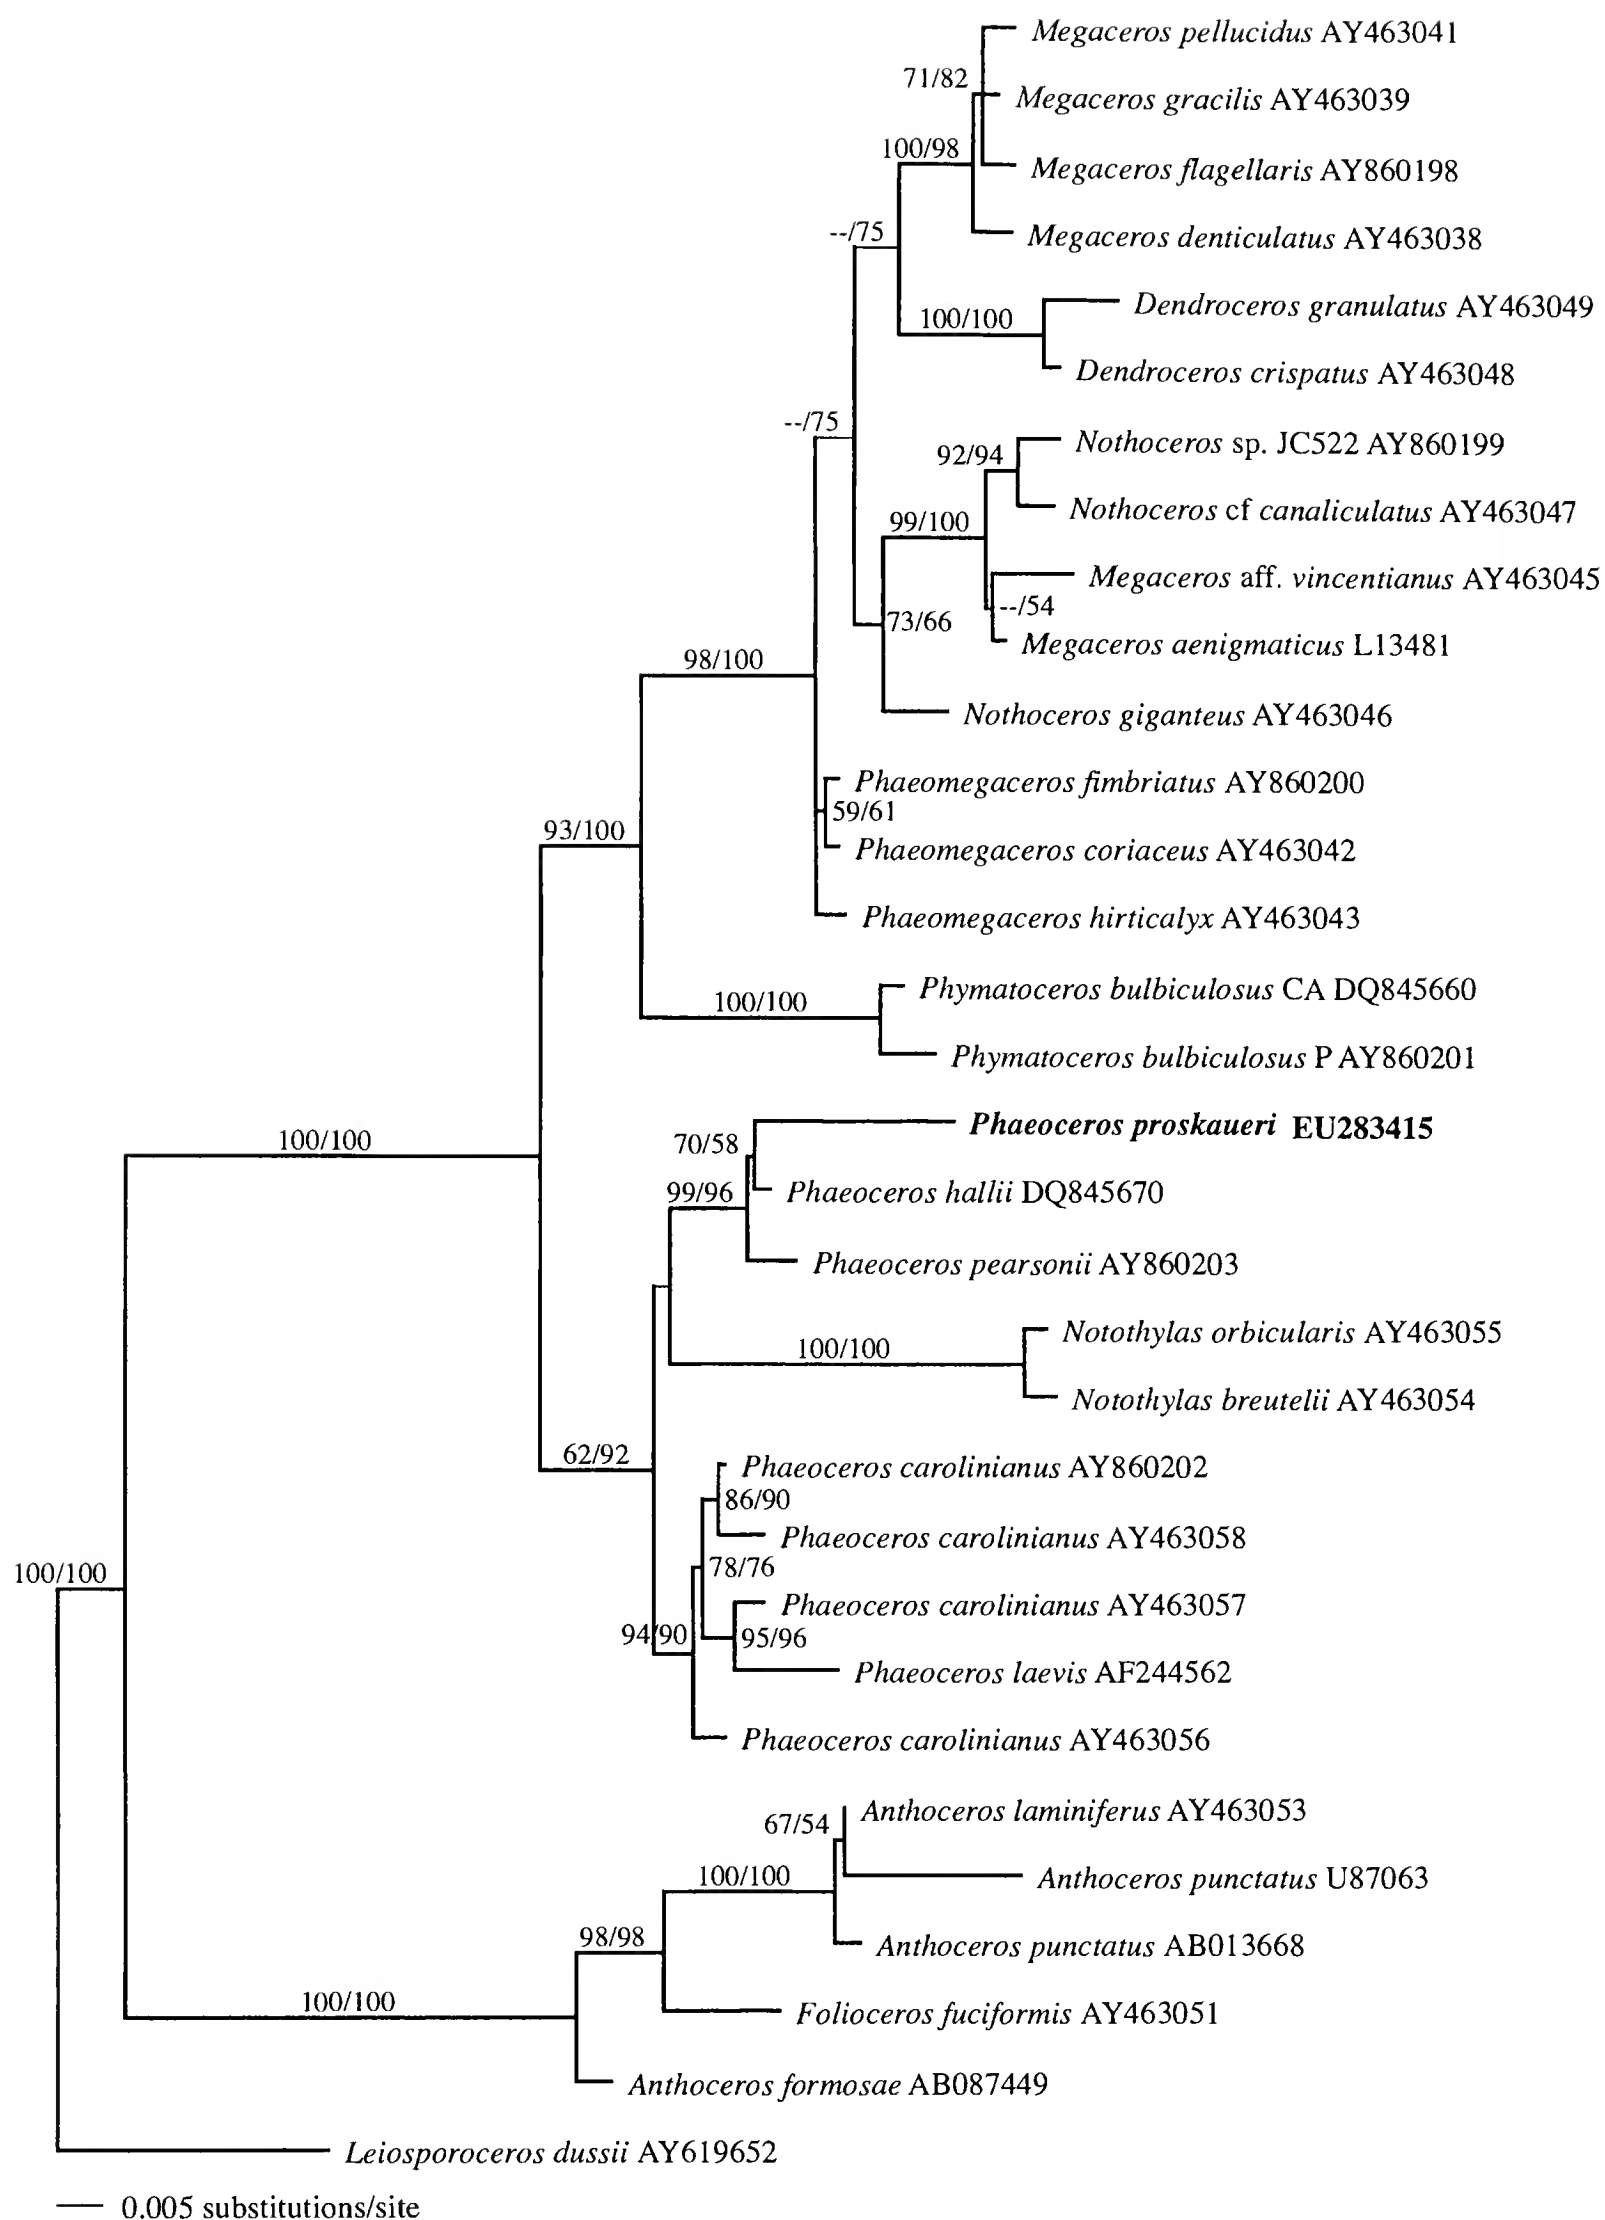 Megaceros pellucidus AY463041
71/82
Megaceros gracilis AY463039
100/98
Megaceros flagellaris AY860198
--/75
Megaceros denticulatus AY463038
Dendroceros granulatus AY463049
100/100
Dendroceros crispatus AY463048
--/75
Nothoceros sp. JC522 AY860199
92/94
Nothoceros cf canaliculatus AY463047
99/100
Megaceros aff. vincentianus AY463045
--/54
73/66
Megaceros aenigmaticus L13481
98/100
Nothoceros giganteus AY463046
Phaeomegaceros fimbriatus AY860200
59/61
93/100
Phaeomegaceros coriaceus AY463042
Phaeomegaceros hirticalyx AY463043
Phymatoceros bulbiculosus CA DQ845660
100/100
Phymatoceros bulbiculosus P AY860201
Phaeoceros proskaueri EU283415
100/100
70/58
Phaeoceros hallii DQ845670
99/96
Phaeoceros pearsonii AY860203
Notothylas orbicularis AY463055
100/100
Notothylas breutelii AY463054
62/92
Phaeoceros carolinianus AY860202
86/90
Phaeoceros carolinianus AY463058
100/100
78/76
Phaeoceros carolinianus AY463057
94/90
95/96
Phaeoceros laevis AF244562
Phaeoceros carolinianus AY463056
Anthoceros laminiferus AY463053
67/54
100/100
Anthoceros punctatus U87063
98/98
Anthoceros punctatus AB013668
100/100
Folioceros fuciformis AY463051
Anthoceros formosae AB087449
Leiosporoceros dussii AY619652
0.005 substitutions/site